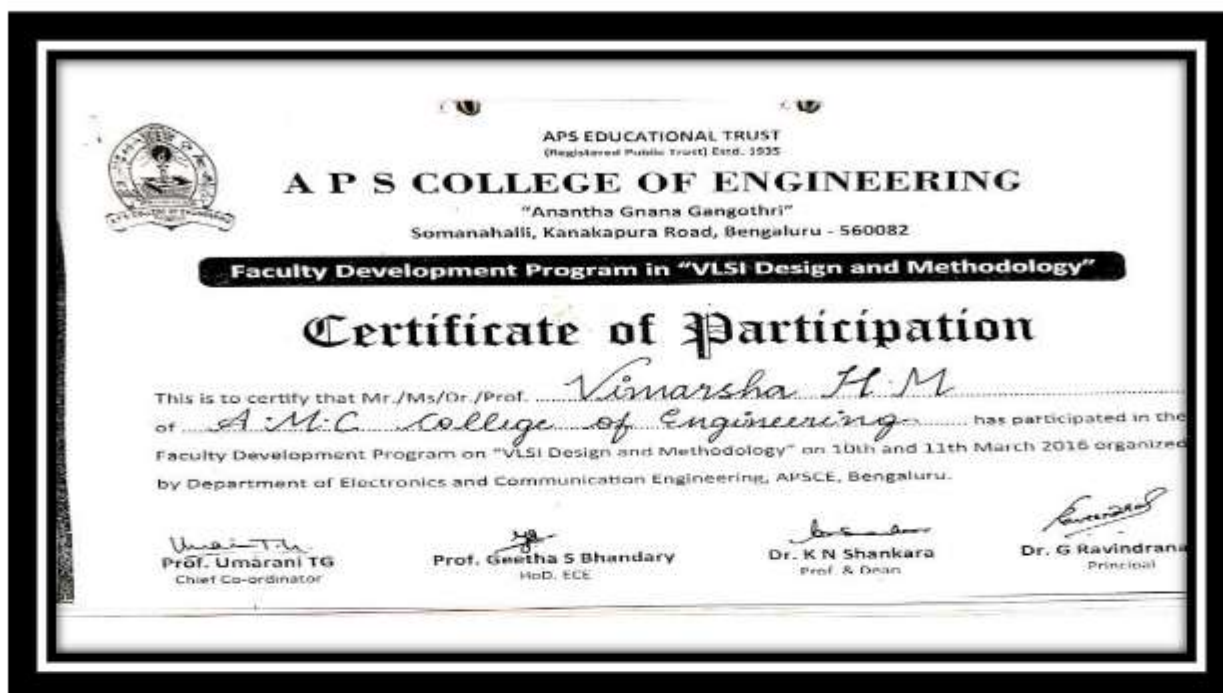 APS EDUCATIONAL TRUST
(Registered Public Trust) Estd. 1935
A P S COLLEGE OF ENGINEERING
"Anantha Gnana Gangothri"
Somanahalli, Kanakapura Road, Bengaluru - 560082
Faculty Development Program in "VLSI Design and Methodology"
Certificate of Participation
This is to certify that Mr./Ms/Dr./Prof. Vimarsha H.M
of A.M.C College of Engineering has participated in the
Faculty Development Program on "VLSI Design and Methodology" on 10th and 11th March 2016 organized
by Department of Electronics and Communication Engineering, APSCE, Bengaluru.
Prof. Umarani TG
Chief Co-ordinator
Prof. Geetha S Bhandary
HoD. ECE
Dr. K N Shankara
Prof. & Dean
Dr. G Ravindrana
Principal